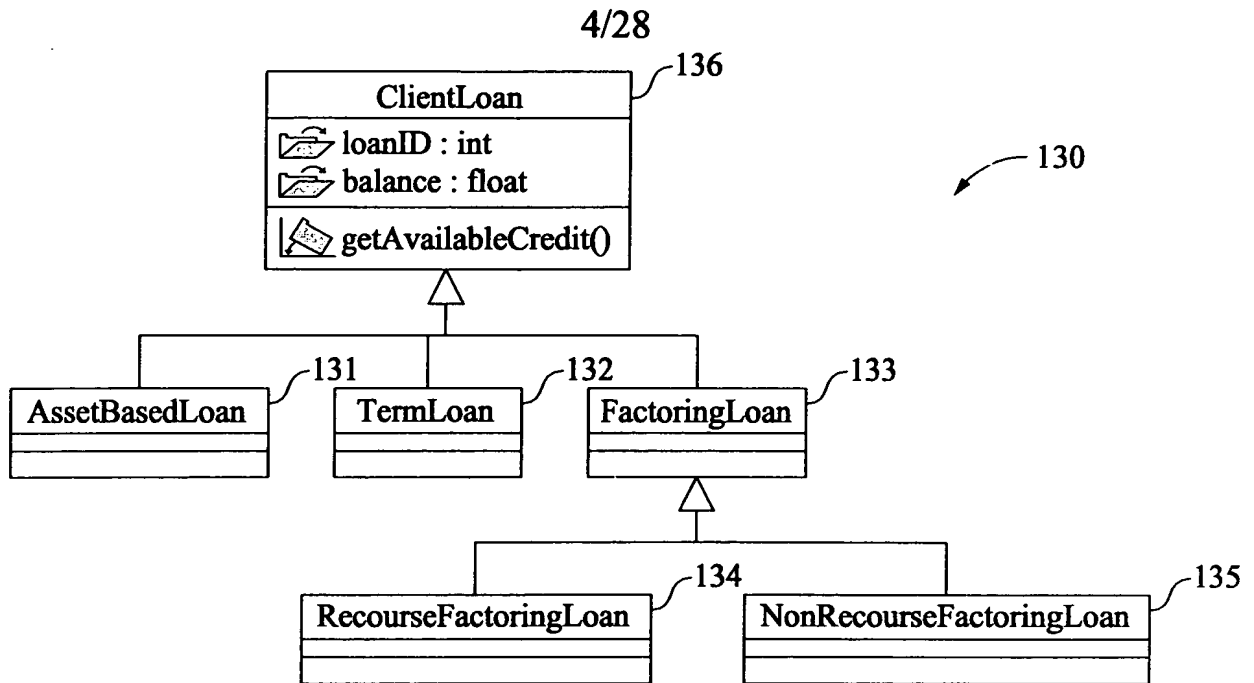 4/28
136
ClientLoan
loanID : int
balance : float
getAvailableCredit()
130
131
132
133
AssetBasedLoan
TermLoan
FactoringLoan
134
135
RecourseFactoringLoan
NonRecourseFactoringLoan